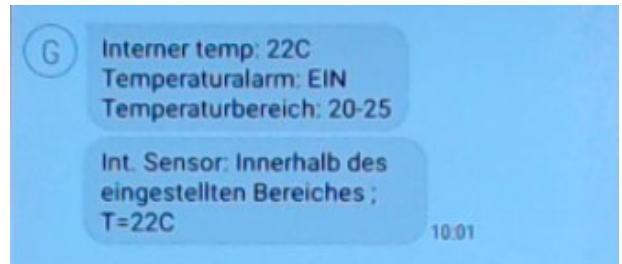 G
Interner temp: 22C
Temperaturalarm: EIN
Temperaturbereich: 20-25
Int. Sensor: Innerhalb des
eingestellten Bereiches ;
T=22C
10:01